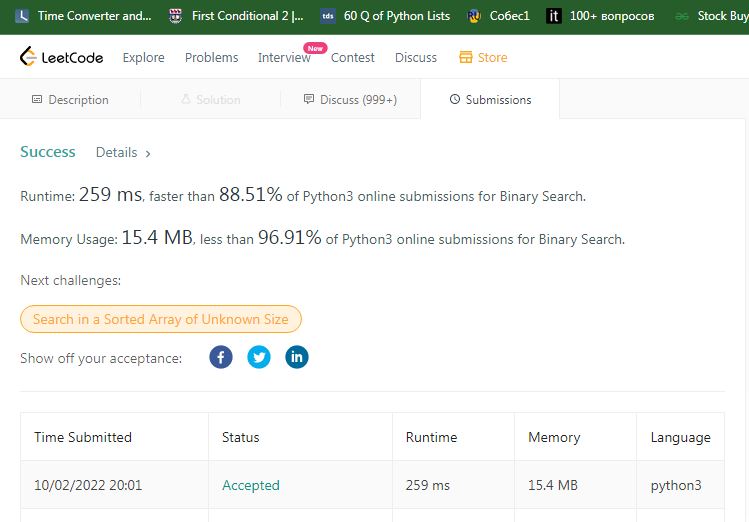 Time Converter and... First Conditional 2 |... tds 60 Q of Python Lists Собес1 it 100+ вопросов Stock Buy
LeetCode Explore Problems Interview New Contest Discuss Store
Description Solution Discuss (999+) Submissions
Success Details >
Runtime: 259 ms, faster than 88.51% of Python3 online submissions for Binary Search.
Memory Usage: 15.4 MB, less than 96.91% of Python3 online submissions for Binary Search.
Next challenges:
Search in a Sorted Array of Unknown Size
Show off your acceptance:
Time Submitted Status Runtime Memory Language
10/02/2022 20:01 Accepted 259 ms 15.4 MB python3